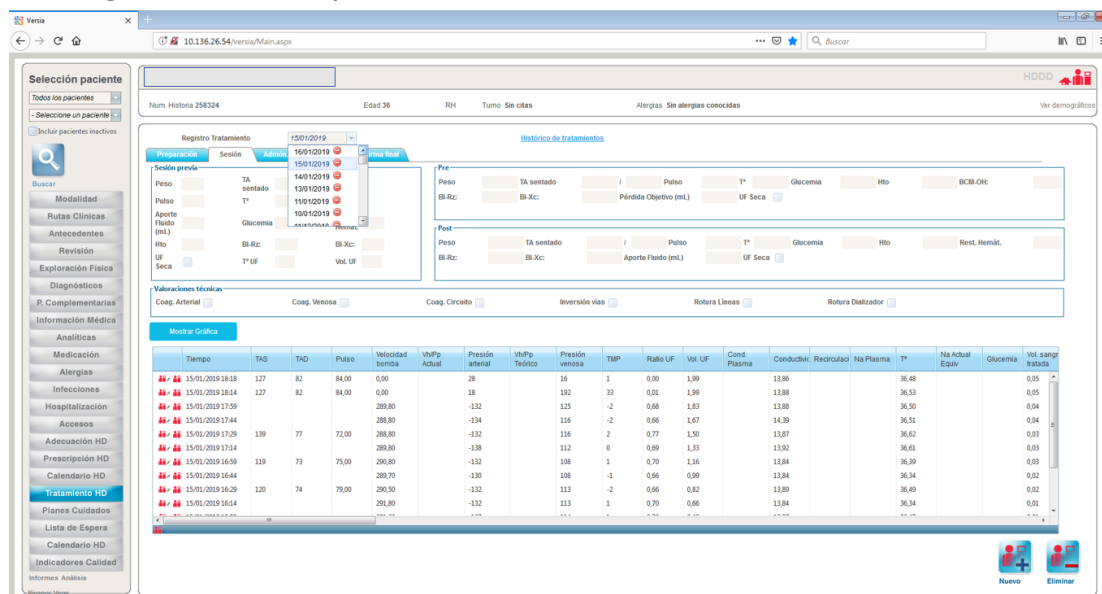 Versia
10.136.26.54/versia/Main.aspx
Buscar
Selección paciente
Todos los pacientes
- Seleccione un paciente -
Incluir pacientes inactivos
Buscar
Modalidad
Rutas Clínicas
Antecedentes
Revisión
Exploración Física
Diagnósticos
P. Complementarias
Información Médica
Analíticas
Medicación
Alergias
Infecciones
Hospitalización
Accesos
Adecuación HD
Prescripción HD
Calendario HD
Tratamiento HD
Planes Cuidados
Lista de Espera
Calendario HD
Indicadores Calidad
Informes Análisis
HDDD
Num. Historia 258324 Edad 36 RH Turno Sin citas Alergias Sin alergias conocidas Ver demográficos
Registro Tratamiento 15/01/2019 Histórico de tratamientos
16/01/2019
15/01/2019
14/01/2019
13/01/2019
11/01/2019
10/01/2019
Preparación Sesión
Sesión previa
Peso TA sentado
Pulso Tª
Aporte Fluido (mL) Glucemia
Hto BI-Rz: BI-Xc:
UF Seca Tª UF Vol. UF
Pre
Peso TA sentado / Pulso Tª Glucemia Hto BCM-OH:
BI-Rz: BI-Xc: Pérdida Objetivo (mL) UF Seca
Post
Peso TA sentado / Pulso Tª Glucemia Hto Rest. Hemát.
BI-Rz: BI-Xc: Aporte Fluido (mL) UF Seca
Valoraciones técnicas
Coag. Arterial Coag. Venosa Coag. Circuito Inversión vías Rotura Líneas Rotura Dializador
Mostrar Gráfica
Tiempo TAS TAD Pulso Velocidad bomba Vh/Pp Actual Presión arterial Vh/Pp Teórico Presión venosa TMP Ratio UF Vol. UF Cond. Plasma Conductivic Recirculaci Na Plasma Tª Na Actual Equiv Glucemia Vol. sangr tratada
15/01/2019 18:18 127 82 84,00 0,00 28 16 1 0,00 1,99 13,86 36,48 0,05
15/01/2019 18:14 127 82 84,00 0,00 18 192 33 0,01 1,99 13,88 36,53 0,05
15/01/2019 17:59 289,80 -132 125 -2 0,68 1,83 13,88 36,50 0,04
15/01/2019 17:44 288,80 -134 116 -2 0,66 1,67 14,39 36,51 0,04
15/01/2019 17:29 139 77 72,00 288,80 -132 116 2 0,77 1,50 13,87 36,62 0,03
15/01/2019 17:14 289,80 -138 112 0 0,69 1,33 13,92 36,61 0,03
15/01/2019 16:59 119 73 75,00 290,80 -132 108 1 0,70 1,16 13,84 36,39 0,03
15/01/2019 16:44 289,70 -130 108 -1 0,66 0,99 13,84 36,34 0,02
15/01/2019 16:29 120 74 79,00 290,50 -132 113 -2 0,66 0,82 13,89 36,49 0,02
15/01/2019 16:14 291,80 -132 113 1 0,70 0,66 13,84 36,34 0,01
Nuevo Eliminar